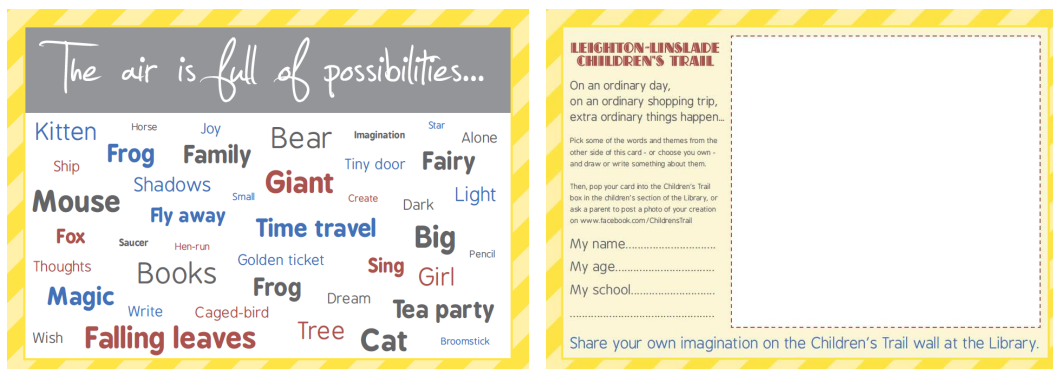 The air is full of possibilities...
Kitten
Horse
Joy
Bear
Imagination
Star
Alone
Frog
Family
Tiny door
Fairy
Ship
Shadows
Giant
Small
Create
Light
Mouse
Dark
Fly away
Time travel
Big
Fox
Saucer
Hen-run
Pencil
Thoughts
Books
Golden ticket
Sing
Girl
Magic
Frog
Dream
Write
Caged-bird
Tea party
Wish
Falling leaves
Tree
Cat
Broomstick
LEIGHTON-LINSLADE
CHILDREN'S TRAIL
On an ordinary day,
on an ordinary shopping trip,
extra ordinary things happen...
Pick some of the words and themes from the
other side of this card - or choose you own -
and draw or write something about them.
Then, pop your card into the Children's Trail
box in the children's section of the Library, or
ask a parent to post a photo of your creation
on www.facebook.com/ChildrensTrail
My name..............................
My age.................................
My school............................
................................................
Share your own imagination on the Children's Trail wall at the Library.